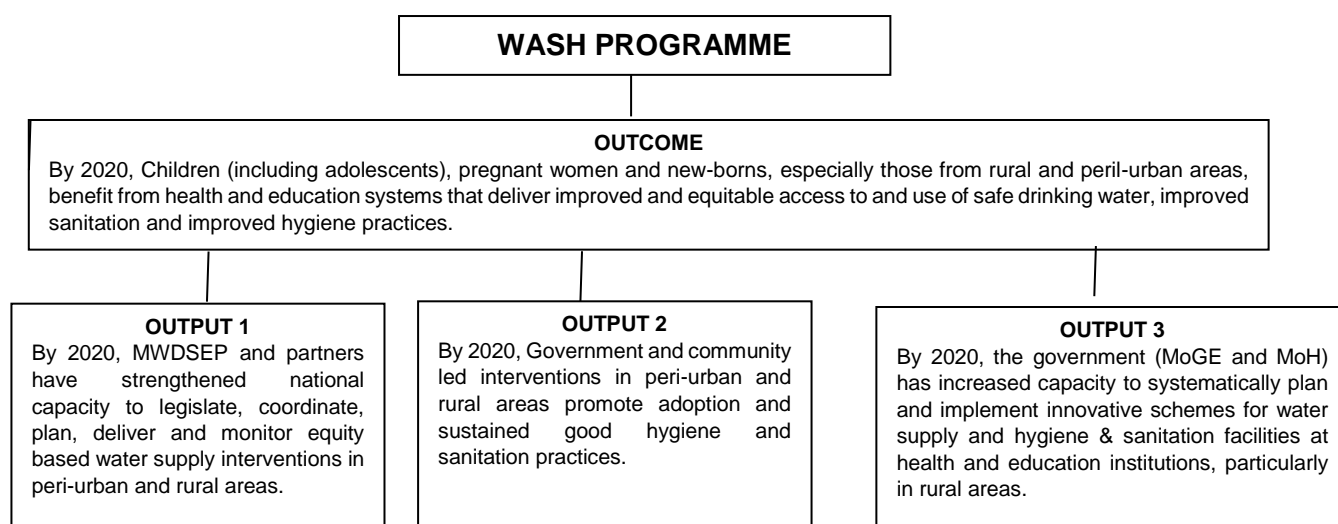 WASH PROGRAMME
OUTCOME
By 2020, Children (including adolescents), pregnant women and new-borns, especially those from rural and peril-urban areas,
benefit from health and education systems that deliver improved and equitable access to and use of safe drinking water, improved
sanitation and improved hygiene practices.
OUTPUT 1
By 2020, MWDSEP and partners
have strengthened national
capacity to legislate, coordinate,
plan, deliver and monitor equity
based water supply interventions in
peri-urban and rural areas.
OUTPUT 2
By 2020, Government and community
led interventions in peri-urban and
rural areas promote adoption and
sustained good hygiene and
sanitation practices.
OUTPUT 3
By 2020, the government (MoGE and MoH)
has increased capacity to systematically plan
and implement innovative schemes for water
supply and hygiene & sanitation facilities at
health and education institutions, particularly
in rural areas.